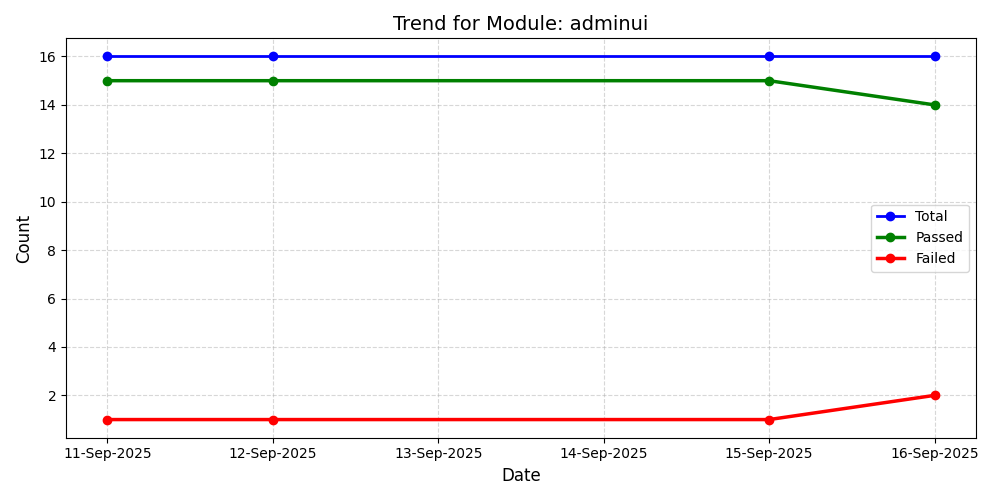 Trend for Module: adminui
16
14
12
10
8
6
4
2
Count
Total
Passed
Failed
11-Sep-2025 12-Sep-2025 13-Sep-2025 14-Sep-2025 15-Sep-2025 16-Sep-2025
Date